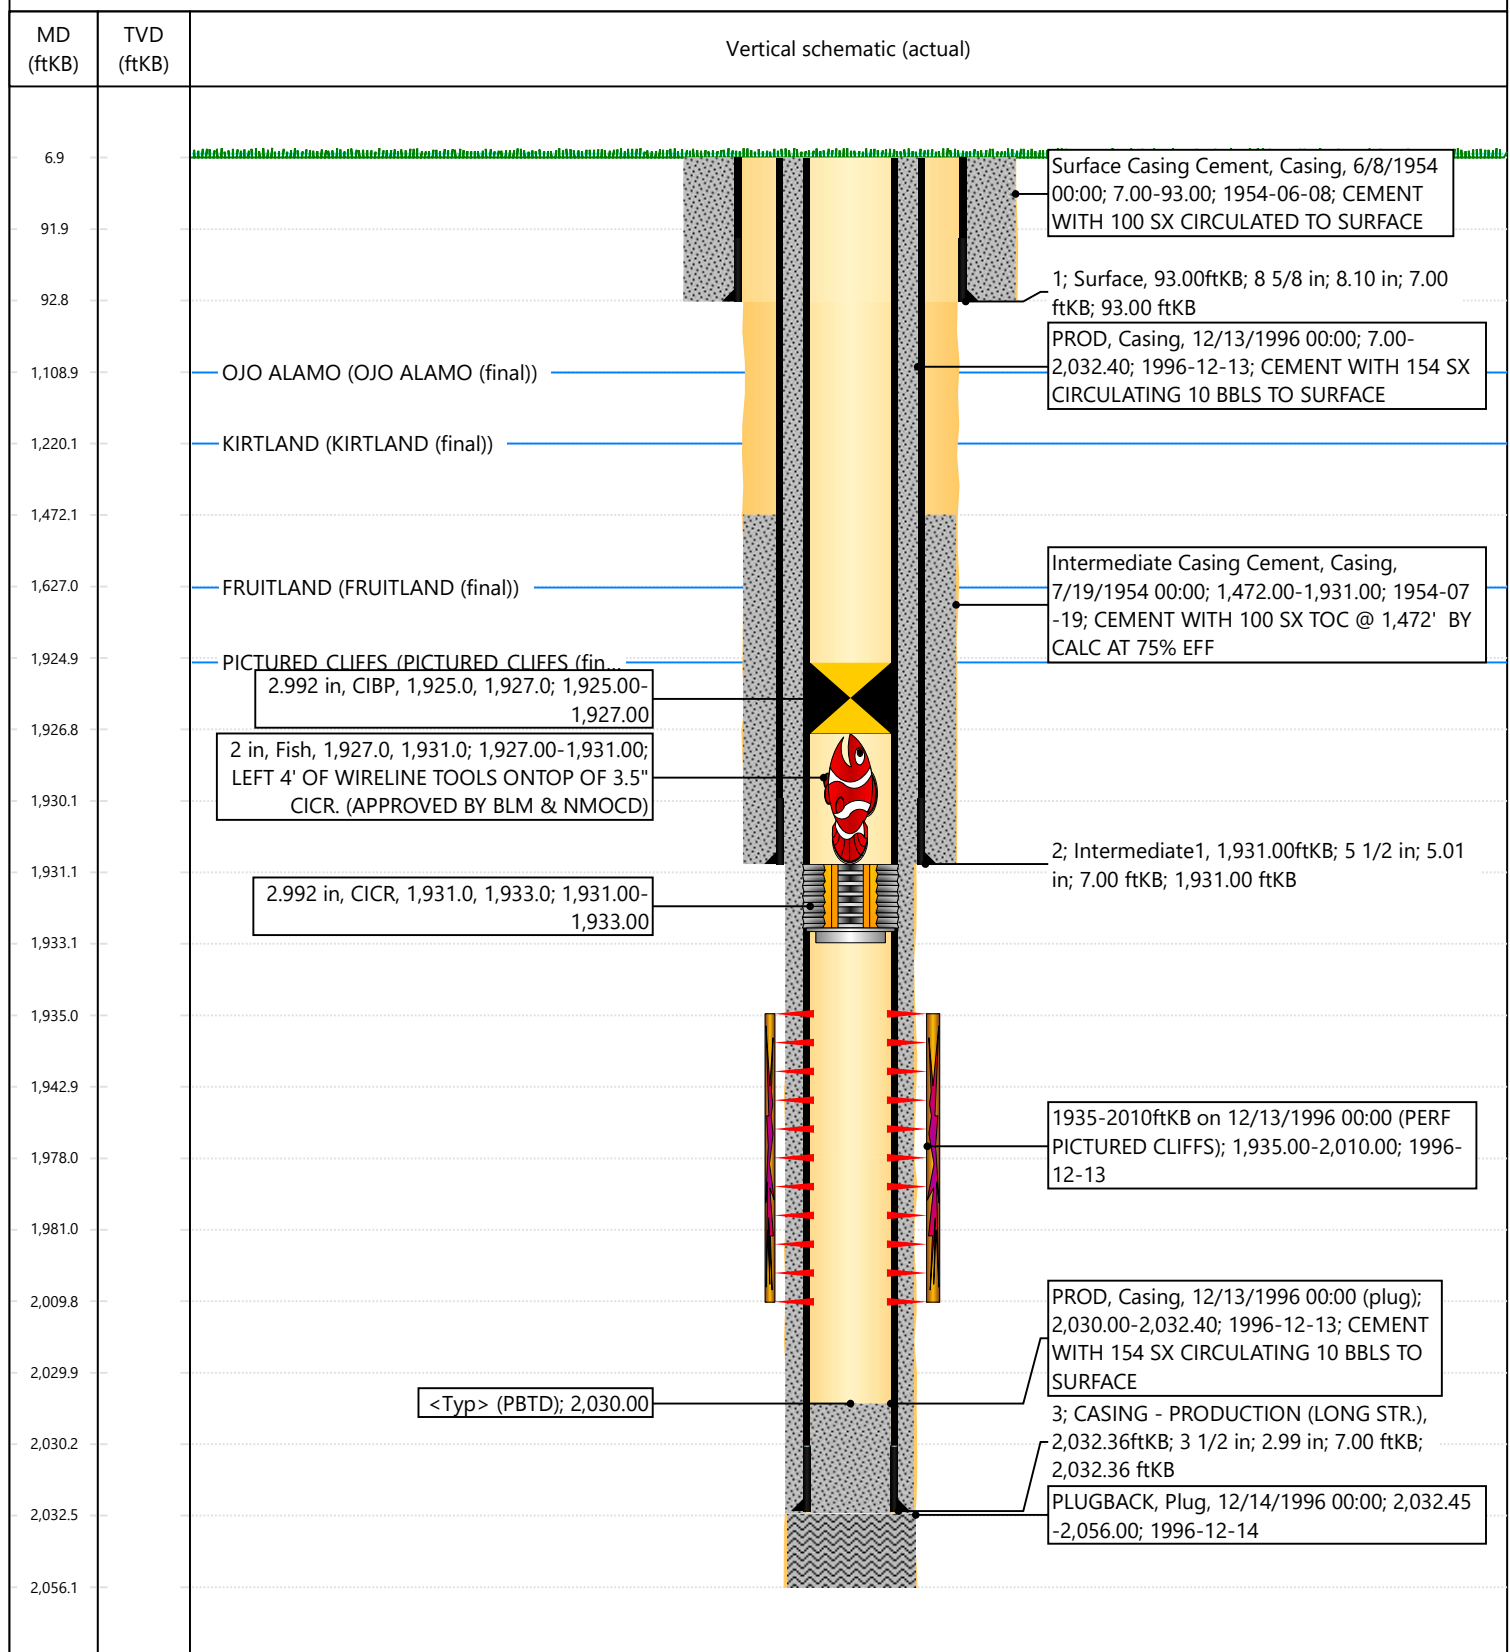 MD
(ftKB)
TVD
(ftKB)
Vertical schematic (actual)
6.9
91.9
92.8
1,108.9
1,220.1
1,472.1
1,627.0
1,924.9
1,926.8
1,930.1
1,931.1
1,933.1
1,935.0
1,942.9
1,978.0
1,981.0
2,009.8
2,029.9
2,030.2
2,032.5
2,056.1
OJO ALAMO (OJO ALAMO (final))
KIRTLAND (KIRTLAND (final))
FRUITLAND (FRUITLAND (final))
PICTURED CLIFFS (PICTURED CLIFFS (fin...
2.992 in, CIBP, 1,925.0, 1,927.0; 1,925.00-
1,927.00
2 in, Fish, 1,927.0, 1,931.0; 1,927.00-1,931.00;
LEFT 4' OF WIRELINE TOOLS ONTOP OF 3.5"
CICR. (APPROVED BY BLM & NMOCD)
2.992 in, CICR, 1,931.0, 1,933.0; 1,931.00-
1,933.00
<Typ> (PBTD); 2,030.00
Surface Casing Cement, Casing, 6/8/1954
00:00; 7.00-93.00; 1954-06-08; CEMENT
WITH 100 SX CIRCULATED TO SURFACE
1; Surface, 93.00ftKB; 8 5/8 in; 8.10 in; 7.00
ftKB; 93.00 ftKB
PROD, Casing, 12/13/1996 00:00; 7.00-
2,032.40; 1996-12-13; CEMENT WITH 154 SX
CIRCULATING 10 BBLS TO SURFACE
Intermediate Casing Cement, Casing,
7/19/1954 00:00; 1,472.00-1,931.00; 1954-07
-19; CEMENT WITH 100 SX TOC @ 1,472'  BY
CALC AT 75% EFF
2; Intermediate1, 1,931.00ftKB; 5 1/2 in; 5.01
in; 7.00 ftKB; 1,931.00 ftKB
1935-2010ftKB on 12/13/1996 00:00 (PERF
PICTURED CLIFFS); 1,935.00-2,010.00; 1996-
12-13
PROD, Casing, 12/13/1996 00:00 (plug);
2,030.00-2,032.40; 1996-12-13; CEMENT
WITH 154 SX CIRCULATING 10 BBLS TO
SURFACE
3; CASING - PRODUCTION (LONG STR.),
2,032.36ftKB; 3 1/2 in; 2.99 in; 7.00 ftKB;
2,032.36 ftKB
PLUGBACK, Plug, 12/14/1996 00:00; 2,032.45
-2,056.00; 1996-12-14